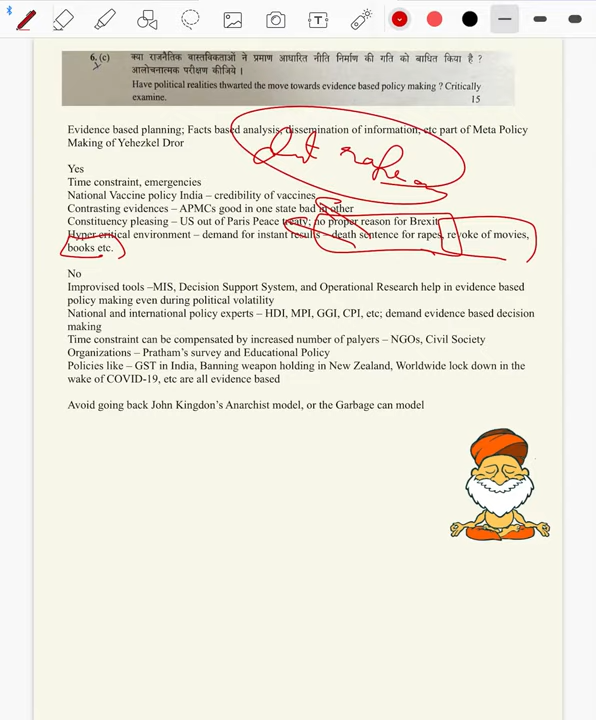 6.(c) क्या राजनैतिक वास्तविकताओं ने प्रमाण आधारित नीति निर्माण की गति को बाधित किया है ?
आलोचनात्मक परीक्षण कीजिये ।
Have political realities thwarted the move towards evidence based policy making ? Critically
examine. 15
Evidence based planning; Facts based analysis, dissemination of information, etc part of Meta Policy
Making of Yehezkel Dror
Yes
Time constraint, emergencies
National Vaccine policy India – credibility of vaccines
Contrasting evidences – APMCs good in one state bad in other
Constituency pleasing – US out of Paris Peace treaty; no proper reason for Brexit
Hyper critical environment – demand for instant results – death sentence for rapes, revoke of movies,
books etc.
No
Improvised tools –MIS, Decision Support System, and Operational Research help in evidence based
policy making even during political volatility
National and international policy experts – HDI, MPI, GGI, CPI, etc; demand evidence based decision
making
Time constraint can be compensated by increased number of palyers – NGOs, Civil Society
Organizations – Pratham's survey and Educational Policy
Policies like – GST in India, Banning weapon holding in New Zealand, Worldwide lock down in the
wake of COVID-19, etc are all evidence based
Avoid going back John Kingdon's Anarchist model, or the Garbage can model